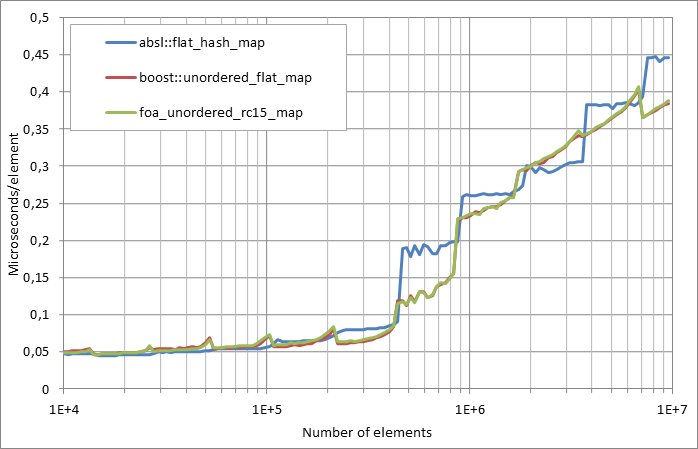 0,5
0,45
0,4
0,35
0,3
0,25
0,2
0,15
0,1
0,05
0
Microseconds/element
absl::flat_hash_map
boost::unordered_flat_map
foa_unordered_rc15_map
1E+4 1E+5 1E+6 1E+7
Number of elements